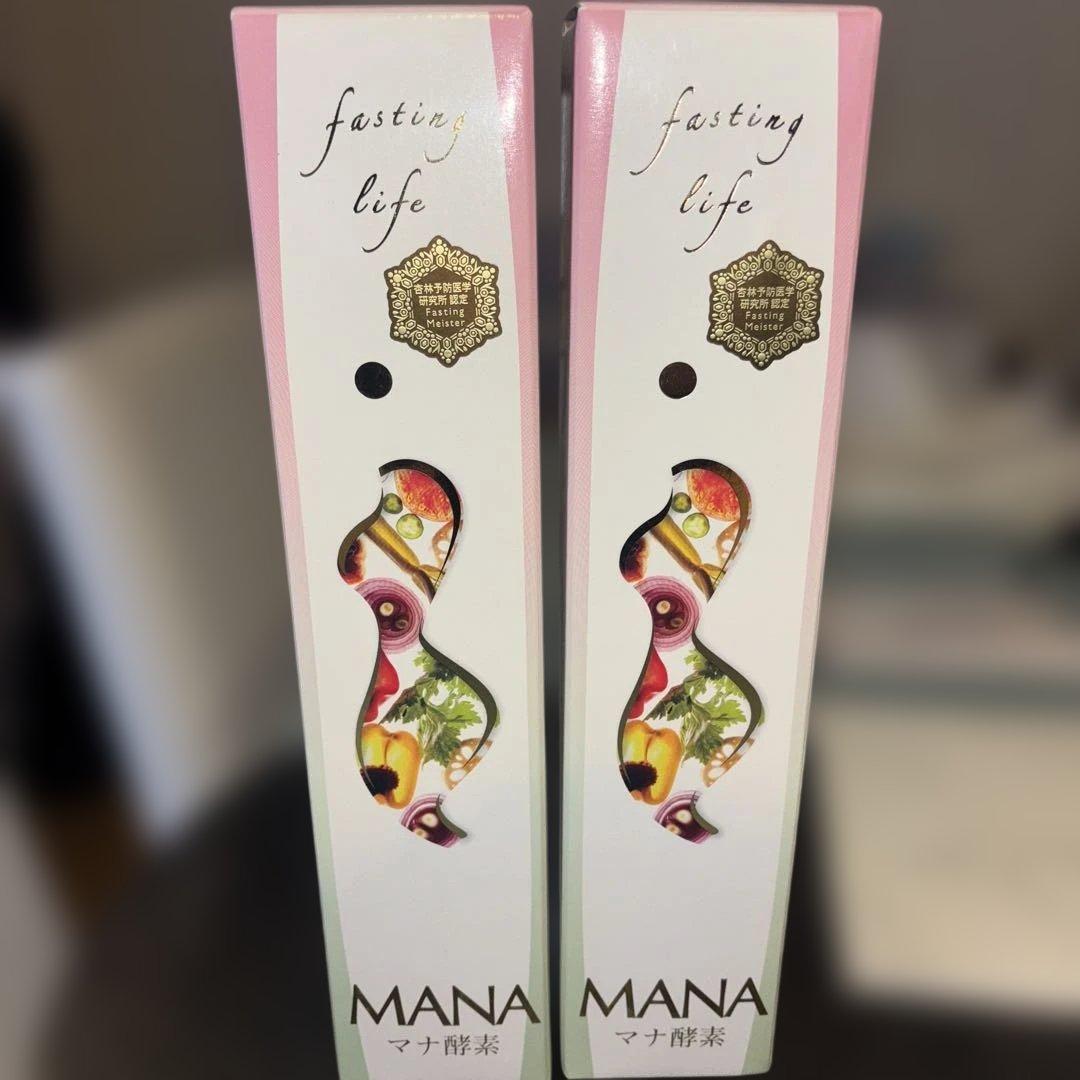 fasting
life
杏林予防医学
研究所 認定
Fasting
Meister
MANA
マナ酵素
fasting
life
杏林予防医学
研究所 認定
Fasting
Meister
MANA
マナ酵素